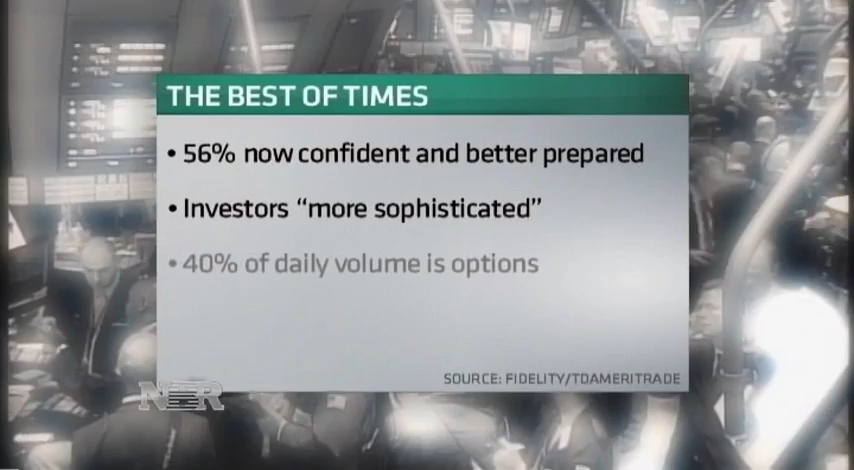 THE BEST OF TIMES
• 56% now confident and better prepared
• Investors “more sophisticated”
• 40% of daily volume is options
SOURCE: FIDELITY/TDAMERITRADE
NBR